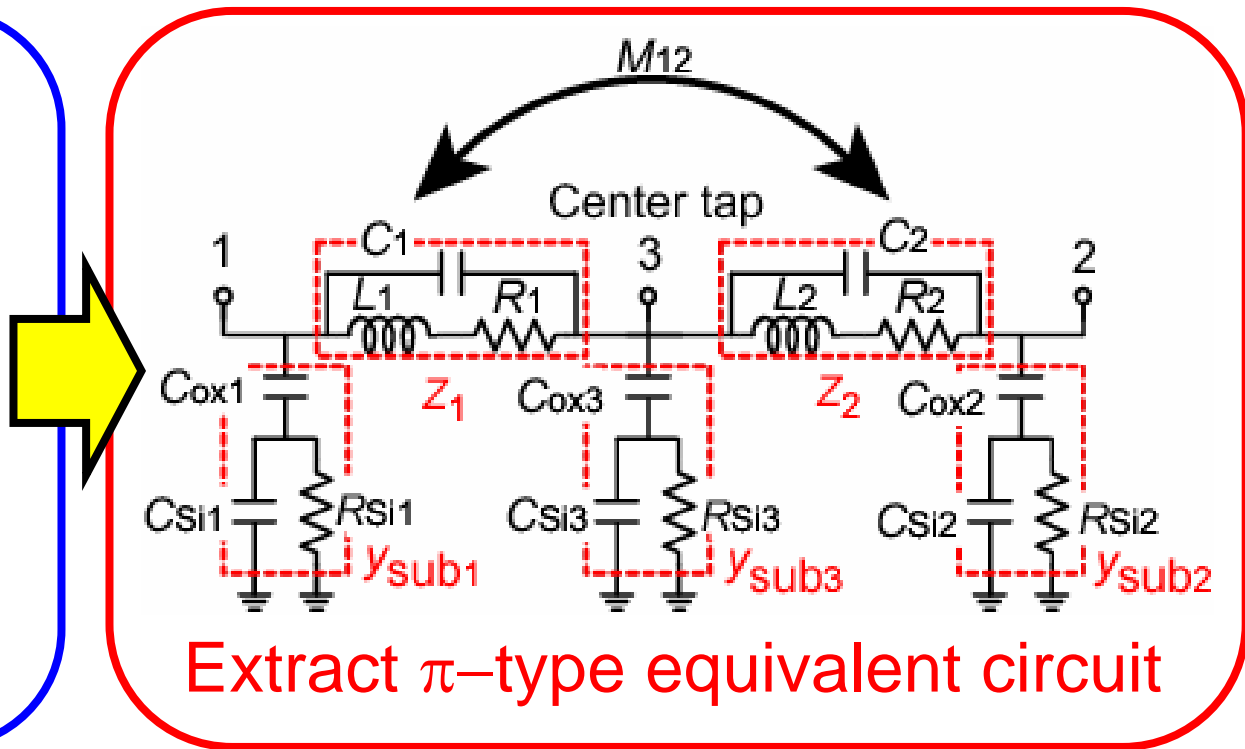 M12
Center tap
1
C1
3
C2
2
L1
R1
L2
R2
Cox1
Z1
Cox3
Z2
Cox2
CSi1
RSi1
CSi3
RSi3
CSi2
RSi2
ysub1
ysub3
ysub2
Extract π–type equivalent circuit